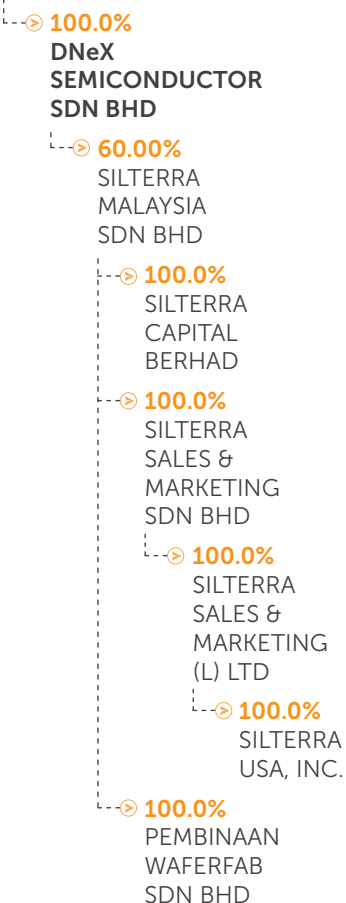 100.0%
DNeX
SEMICONDUCTOR
SDN BHD
60.00%
SILTERRA
MALAYSIA
SDN BHD
100.0%
SILTERRA
CAPITAL
BERHAD
100.0%
SILTERRA
SALES &
MARKETING
SDN BHD
100.0%
SILTERRA
SALES &
MARKETING
(L) LTD
100.0%
SILTERRA
USA, INC.
100.0%
PEMBINAAN
WAFERFAB
SDN BHD